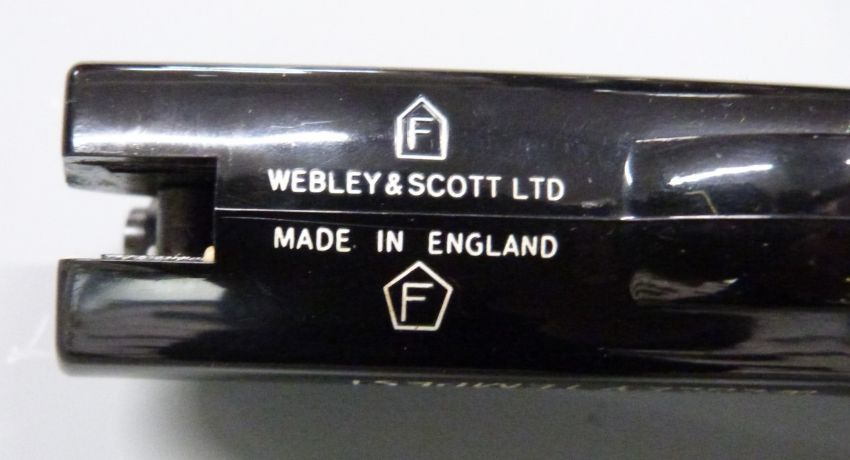 F
WEBLEY & SCOTT LTD
MADE IN ENGLAND
F